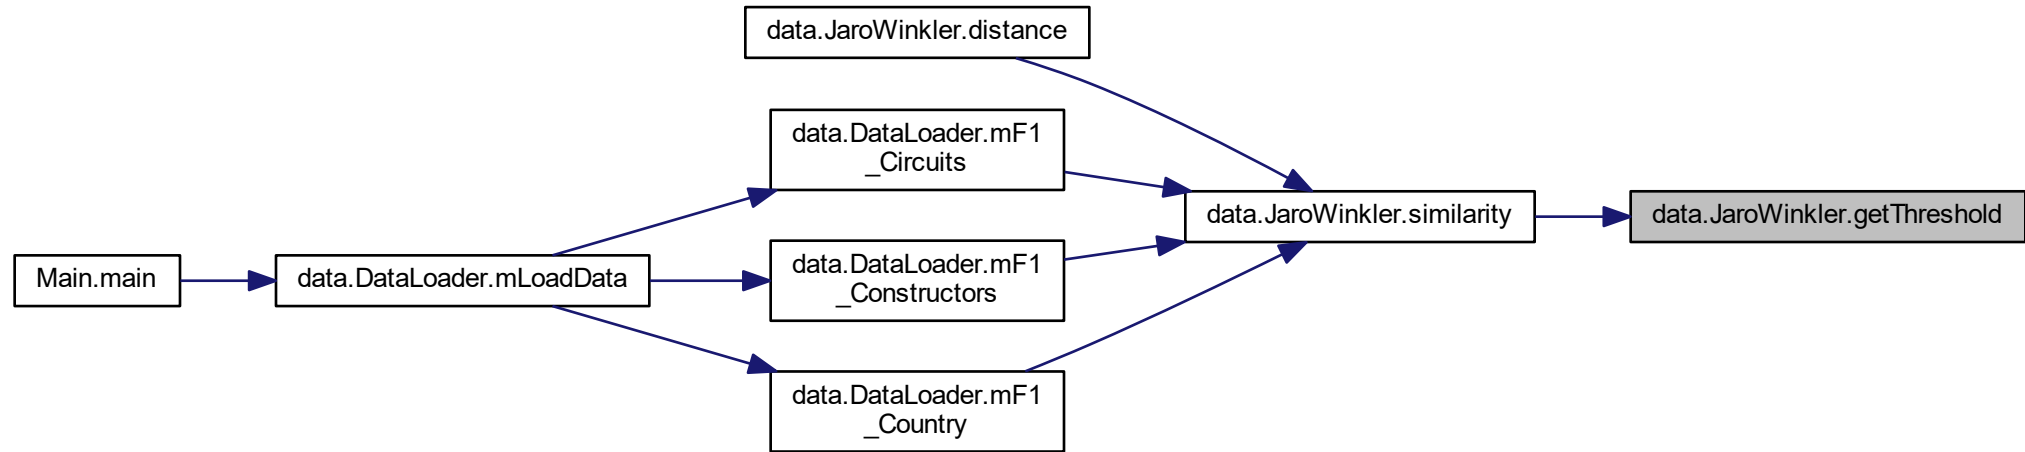 data.JaroWinkler.distance
data.DataLoader.mF1
_Circuits
data.JaroWinkler.similarity
data.JaroWinkler.getThreshold
Main.main
data.DataLoader.mLoadData
data.DataLoader.mF1
_Constructors
data.DataLoader.mF1
_Country